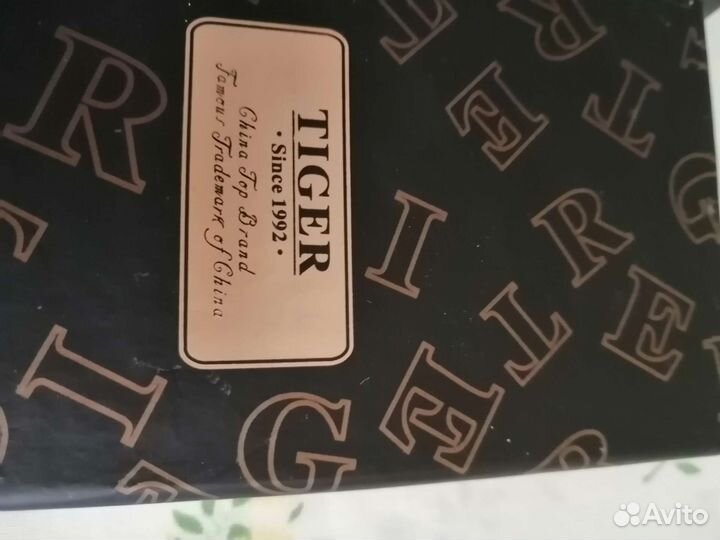 TIGER
• Since 1992 •
China Top Brand
Famous Trademark of China
R
I
G
E
T
E
R
I
T
E
R
T
G
E
Avito